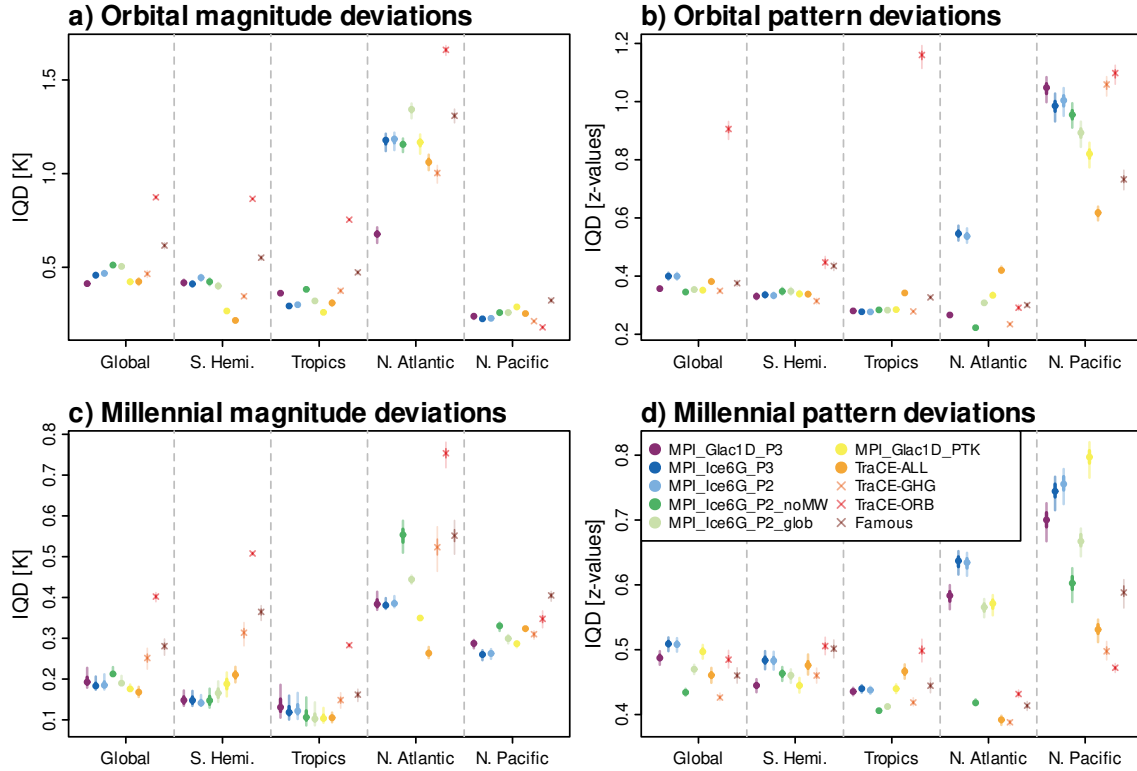 a) Orbital magnitude deviations
IQD [K]
0.5 1.0 1.5
Global S. Hemi. Tropics N. Atlantic N. Pacific
b) Orbital pattern deviations
IQD [z-values]
0.2 0.4 0.6 0.8 1.0 1.2
Global S. Hemi. Tropics N. Atlantic N. Pacific
c) Millennial magnitude deviations
IQD [K]
0.1 0.2 0.3 0.4 0.5 0.6 0.7 0.8
Global S. Hemi. Tropics N. Atlantic N. Pacific
d) Millennial pattern deviations
IQD [z-values]
0.4 0.5 0.6 0.7 0.8
MPI_Glac1D_P3
MPI_Ice6G_P3
MPI_Ice6G_P2
MPI_Ice6G_P2_noMW
MPI_Ice6G_P2_glob
MPI_Glac1D_PTK
TraCE-ALL
TraCE-GHG
TraCE-ORB
Famous
Global S. Hemi. Tropics N. Atlantic N. Pacific